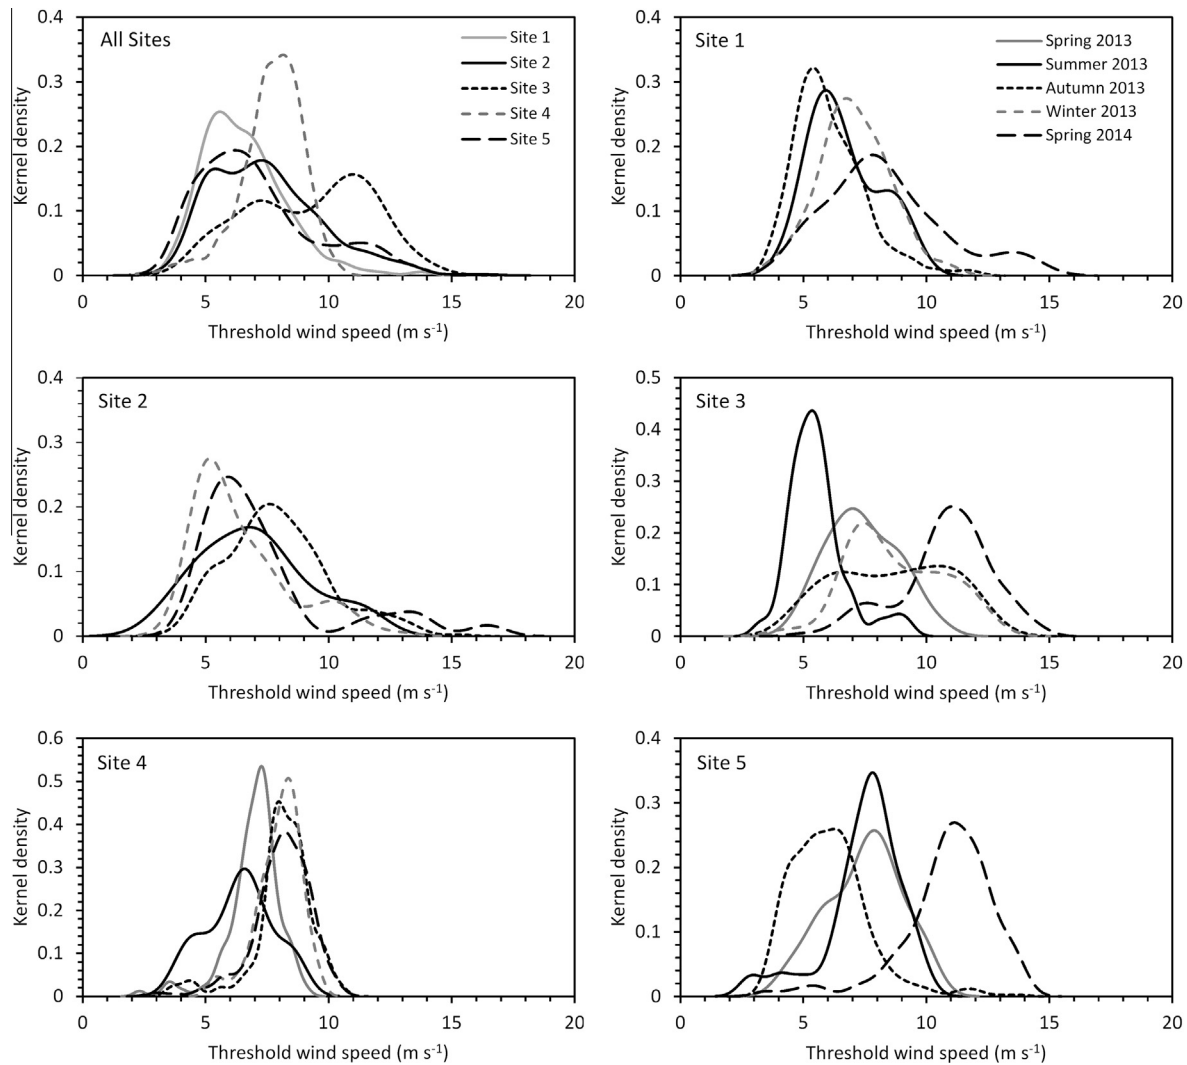 All Sites
Site 1
Site 2
Site 3
Site 4
Site 5
0.4
0.3
0.2
0.1
0
Kernel density
0 5 10 15 20
Threshold wind speed (m s-1)
Site 1
Spring 2013
Summer 2013
Autumn 2013
Winter 2013
Spring 2014
0.4
0.3
0.2
0.1
0
Kernel density
0 5 10 15 20
Threshold wind speed (m s-1)
Site 2
0.4
0.3
0.2
0.1
0
Kernel density
0 5 10 15 20
Threshold wind speed (m s-1)
Site 3
0.5
0.4
0.3
0.2
0.1
0
Kernel density
0 5 10 15 20
Threshold wind speed (m s-1)
Site 4
0.6
0.5
0.4
0.3
0.2
0.1
0
Kernel density
0 5 10 15 20
Threshold wind speed (m s-1)
Site 5
0.4
0.3
0.2
0.1
0
Kernel density
0 5 10 15 20
Threshold wind speed (m s-1)